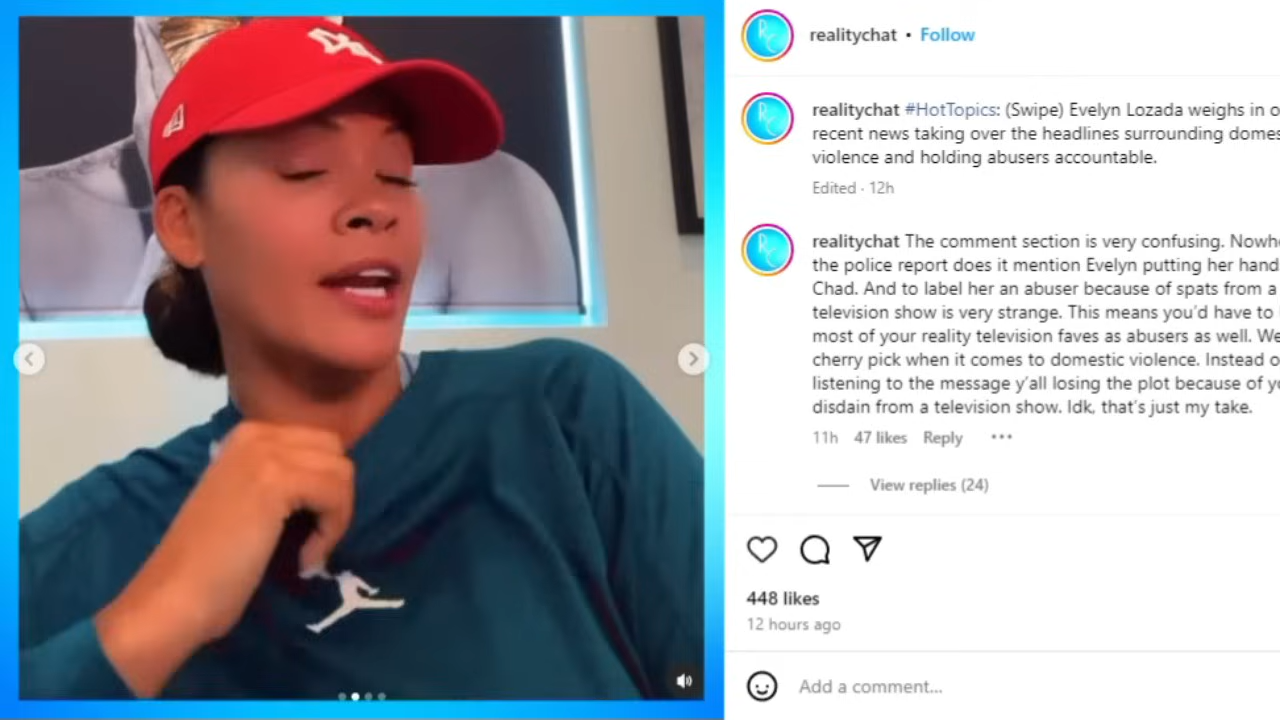 realitychat • Follow
realitychat #HotTopics: (Swipe) Evelyn Lozada weighs in o
recent news taking over the headlines surrounding domes
violence and holding abusers accountable.
Edited · 12h
realitychat The comment section is very confusing. Nowhe
the police report does it mention Evelyn putting her hand
Chad. And to label her an abuser because of spats from a
television show is very strange. This means you'd have to
most of your reality television faves as abusers as well. We
cherry pick when it comes to domestic violence. Instead o
listening to the message y'all losing the plot because of yo
disdain from a television show. Idk, that's just my take.
11h 47 likes Reply •••
View replies (24)
448 likes
12 hours ago
Add a comment...